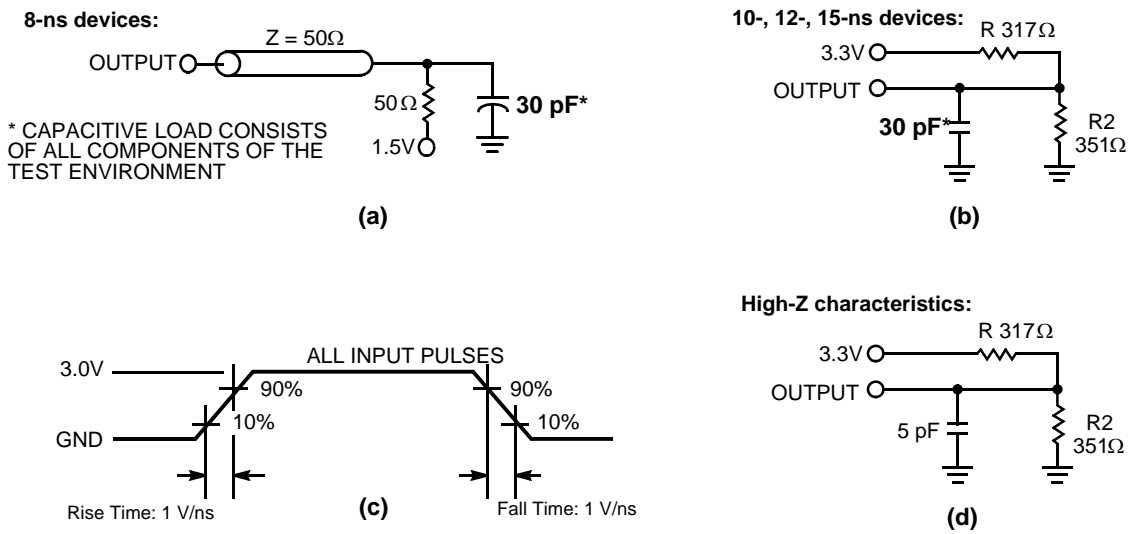 8-ns devices:
Z = 50Ω
OUTPUT
50Ω
30 pF*
1.5V
* CAPACITIVE LOAD CONSISTS
OF ALL COMPONENTS OF THE
TEST ENVIRONMENT
(a)
10-, 12-, 15-ns devices:
R 317Ω
3.3V
OUTPUT
30 pF*
R2
351Ω
(b)
ALL INPUT PULSES
3.0V
90%
90%
10%
10%
GND
Rise Time: 1 V/ns
(c)
Fall Time: 1 V/ns
High-Z characteristics:
R 317Ω
3.3V
OUTPUT
5 pF
R2
351Ω
(d)